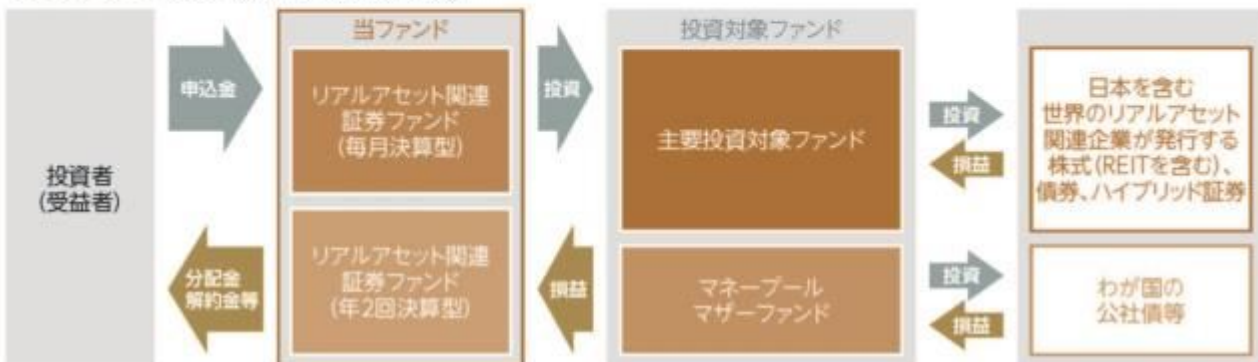 当ファンド
投資対象ファンド
申込金
リアルアセット関連
証券ファンド
(毎月決算型)
投資
主要投資対象ファンド
投資
損益
日本を含む
世界のリアルアセット
関連企業が発行する
株式(REITを含む)、
債券、ハイブリッド証券
投資者
(受益者)
分配金
解約金等
リアルアセット関連
証券ファンド
(年2回決算型)
損益
マネープール
マザーファンド
投資
損益
わが国の
公社債等